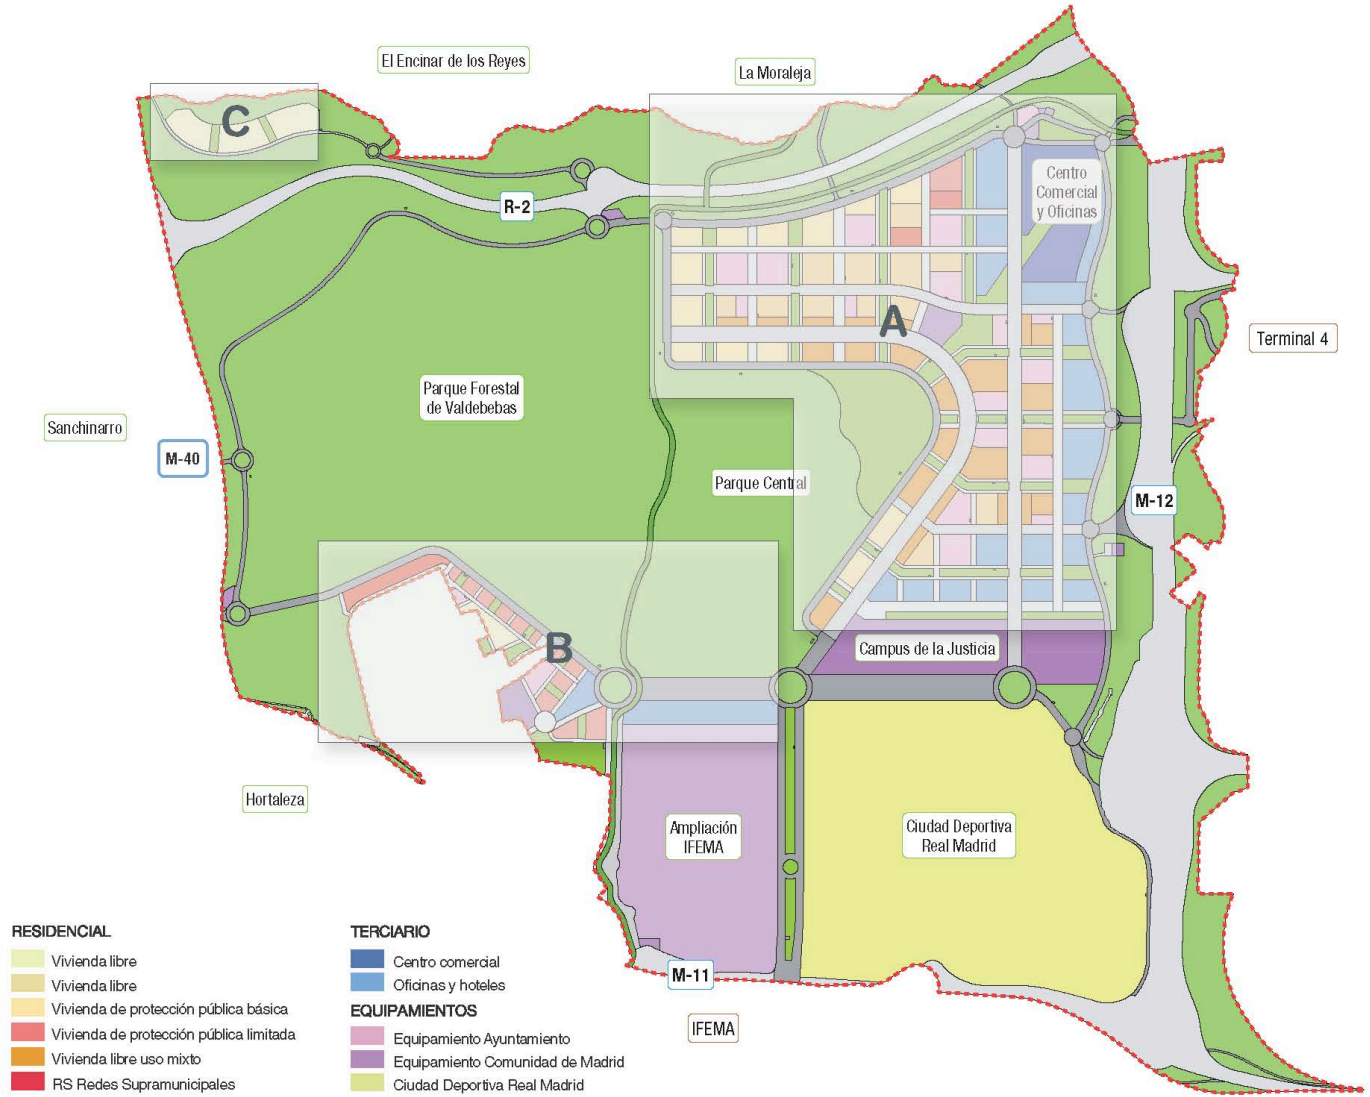 El Encinar de los Reyes
La Moraleja
C
R-2
Centro
Comercial
y Oficinas
A
Terminal 4
Parque Forestal
de Valdebebas
Sanchinarro
M-40
Parque Central
M-12
B
Campus de la Justicia
Hortaleza
Ampliación
IFEMA
Ciudad Deportiva
Real Madrid
M-11
IFEMA
RESIDENCIAL
Vivienda libre
Vivienda libre
Vivienda de protección pública básica
Vivienda de protección pública limitada
Vivienda libre uso mixto
RS Redes Supramunicipales
TERCIARIO
Centro comercial
Oficinas y hoteles
EQUIPAMIENTOS
Equipamiento Ayuntamiento
Equipamiento Comunidad de Madrid
Ciudad Deportiva Real Madrid